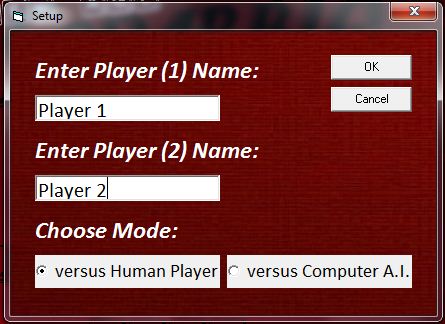 Setup
Enter Player (1) Name:
OK
Player 1
Cancel
Enter Player (2) Name:
Player 2
Choose Mode:
versus Human Player versus Computer A.I.